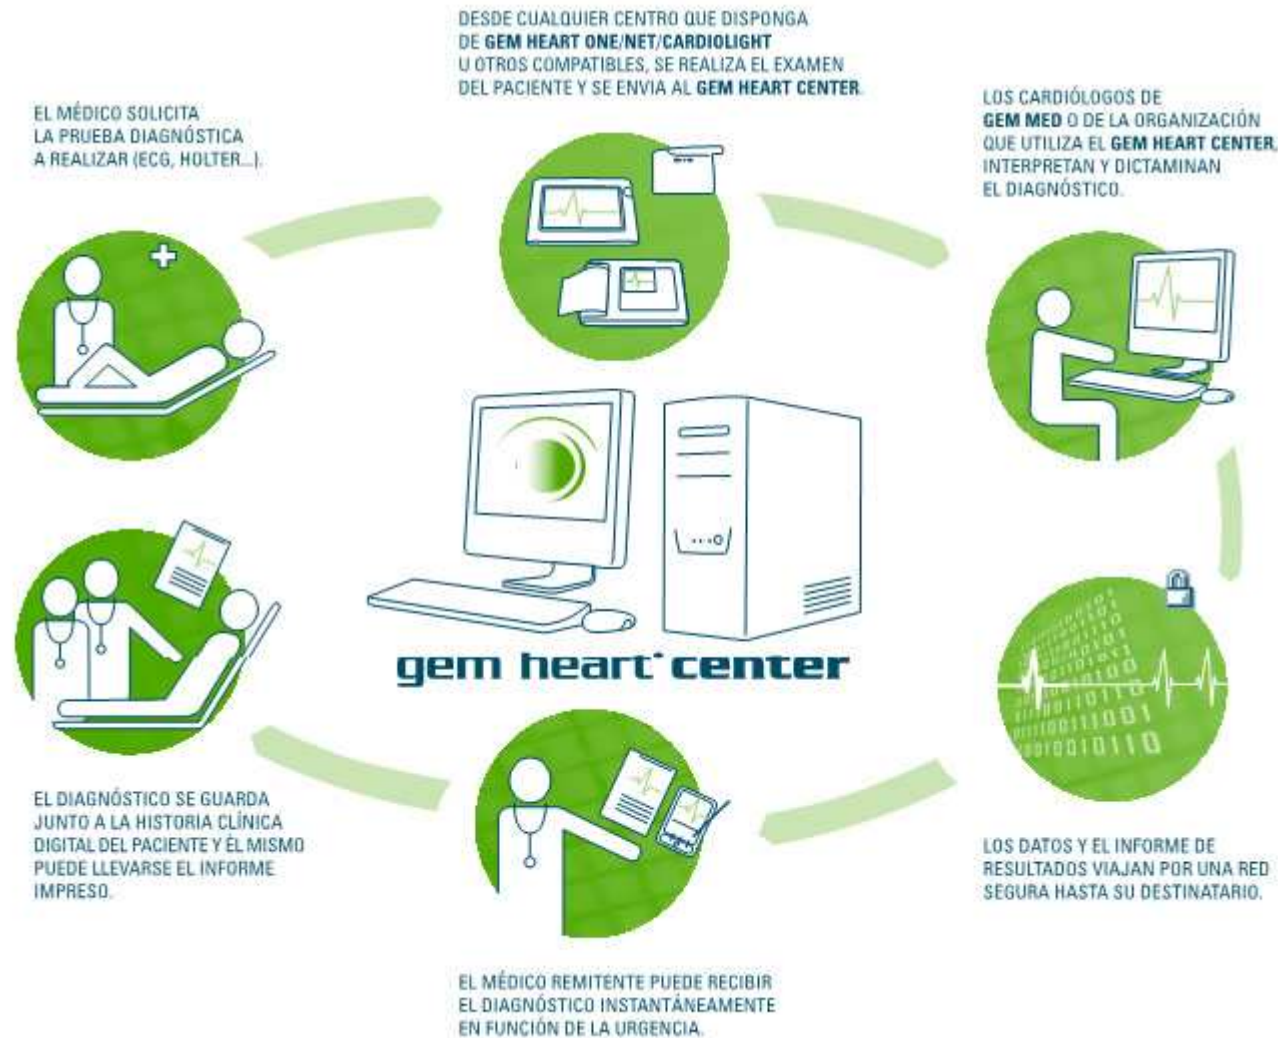 EL MÉDICO SOLICITA
LA PRUEBA DIAGNÓSTICA
A REALIZAR (ECG, HOLTER...).
DESDE CUALQUIER CENTRO QUE DISPONGA
DE GEM HEART ONE/NET/CARDIOLIGHT
U OTROS COMPATIBLES, SE REALIZA EL EXAMEN
DEL PACIENTE Y SE ENVIA AL GEM HEART CENTER.
LOS CARDIÓLOGOS DE
GEM MED O DE LA ORGANIZACIÓN
QUE UTILIZA EL GEM HEART CENTER,
INTERPRETAN Y DICTAMINAN
EL DIAGNÓSTICO.
gem heart center
LOS DATOS Y EL INFORME DE
RESULTADOS VIAJAN POR UNA RED
SEGURA HASTA SU DESTINATARIO.
EL MÉDICO REMITENTE PUEDE RECIBIR
EL DIAGNÓSTICO INSTANTÁNEAMENTE
EN FUNCIÓN DE LA URGENCIA.
EL DIAGNÓSTICO SE GUARDA
JUNTO A LA HISTORIA CLÍNICA
DIGITAL DEL PACIENTE Y ÉL MISMO
PUEDE LLEVARSE EL INFORME
IMPRESO.